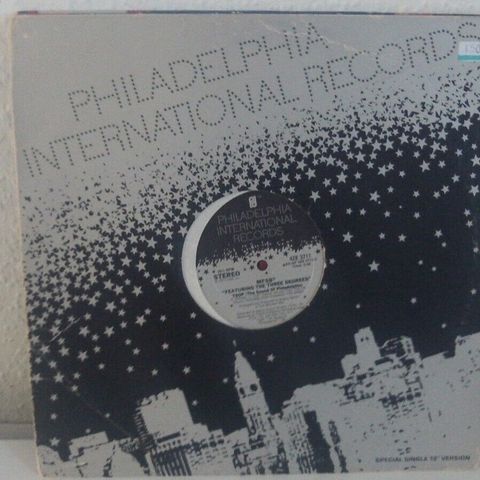 PHILADELPHIA
INTERNATIONAL RECORDS
PHILADELPHIA
INTERNATIONAL
RECORDS
STEREO
MFSB
"FEATURING THE THREE DEGREES"
TSOP (The Sound Of Philadelphia)
SPECIAL SINGLE 12" VERSION